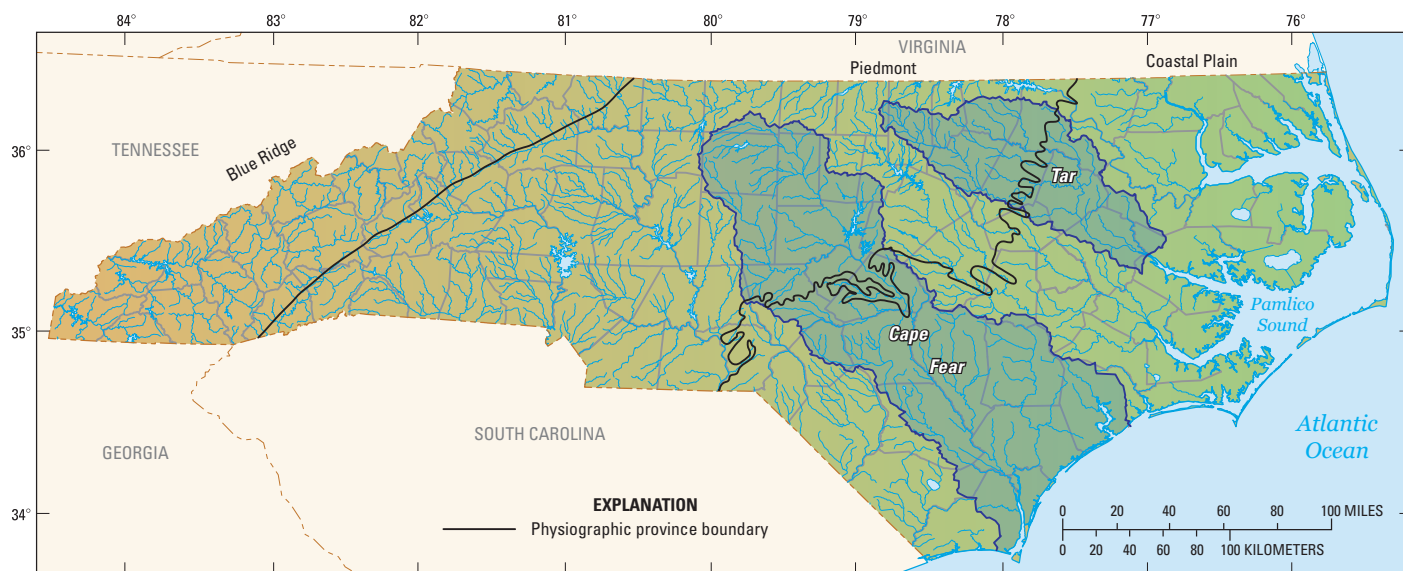 84° 83° 82° 81° 80° 79° 78° 77° 76°
VIRGINIA
Piedmont
Coastal Plain
36°
TENNESSEE
Blue Ridge
Tar
35°
Pamlico
Sound
Cape
Fear
SOUTH CAROLINA
GEORGIA
Atlantic
Ocean
34°
EXPLANATION
Physiographic province boundary
0 20 40 60 80 100 MILES
0 20 40 60 80 100 KILOMETERS